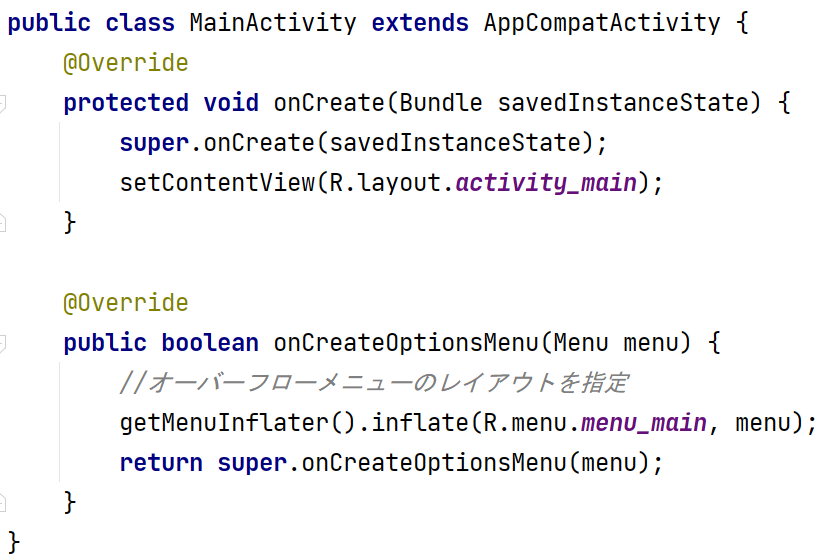 public class MainActivity extends AppCompatActivity {
@Override
protected void onCreate(Bundle savedInstanceState) {
super.onCreate(savedInstanceState);
setContentView(R.layout.activity_main);
}
@Override
public boolean onCreateOptionsMenu(Menu menu) {
//オーバーフローメニューのレイアウトを指定
getMenuInflater().inflate(R.menu.menu_main, menu);
return super.onCreateOptionsMenu(menu);
}
}